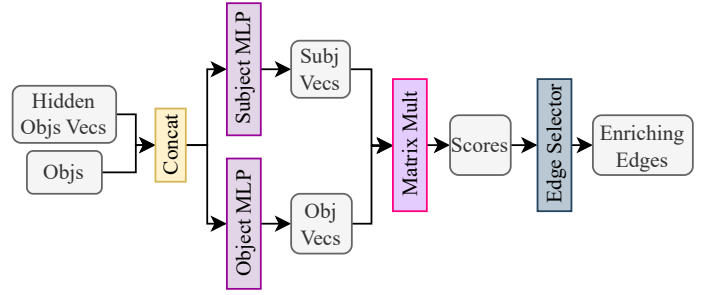 Hidden
Objs Vecs
Objs
Concat
Subject MLP
Object MLP
Subj
Vecs
Obj
Vecs
Matrix Mult
Scores
Edge Selector
Enriching
Edges